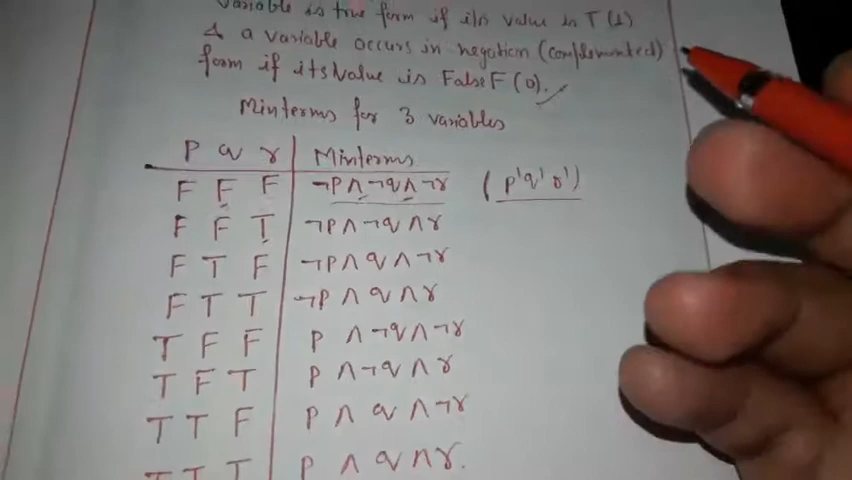 variable is true form if its value is T (1)
& a variable occurs in negation (complemented)
form if its value is False F (0).
Minterms for 3 variables
P q r Minterms
F F F ¬P ∧ ¬q ∧ ¬r (p'q'r')
F F T ¬P ∧ ¬q ∧ r
F T F ¬P ∧ q ∧ ¬r
F T T ¬P ∧ q ∧ r
T F F P ∧ ¬q ∧ ¬r
T F T P ∧ ¬q ∧ r
T T F P ∧ q ∧ ¬r
T T T P ∧ q ∧ r.